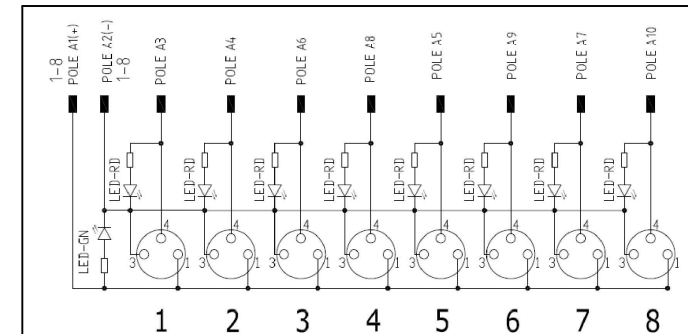 1-8
POLE A1(+)
POLE A2(-)
1-8
POLE A3
POLE A4
POLE A6
POLE A8
POLE A5
POLE A9
POLE A7
POLE A10
LED-RD
LED-RD
LED-RD
LED-RD
LED-RD
LED-RD
LED-RD
LED-RD
LED-GN
4 4 4 4 4 4 4 4
3 1 3 1 3 1 3 1 3 1 3 1 3 1 3 1
1 2 3 4 5 6 7 8